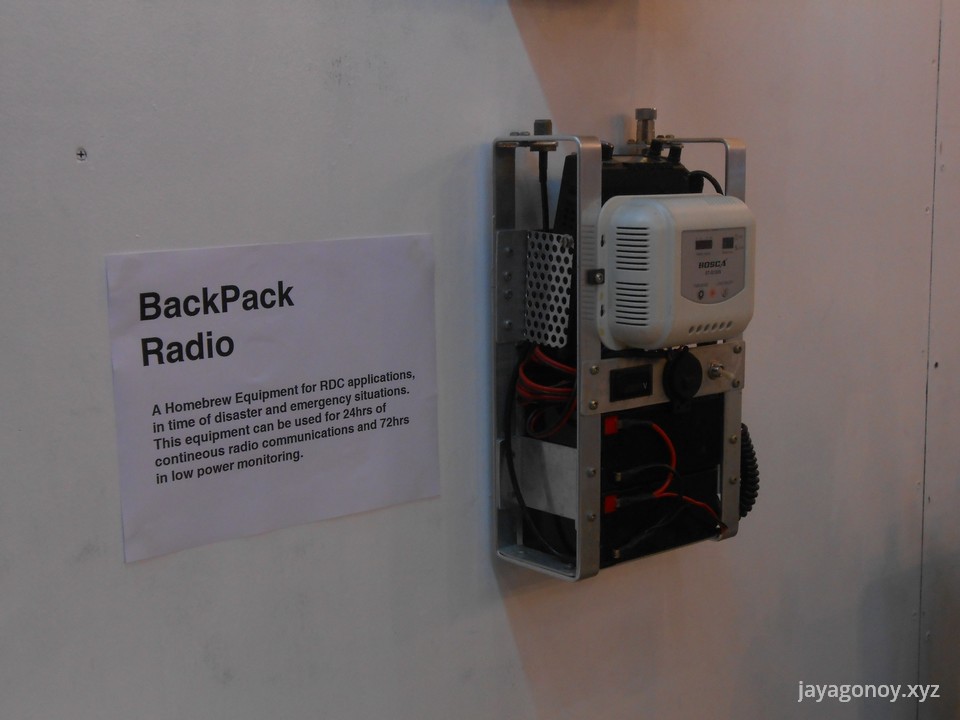 BackPack
Radio
A Homebrew Equipment for RDC applications,
in time of disaster and emergency situations.
This equipment can be used for 24hrs of
contineous radio communications and 72hrs
in low power monitoring.
HOSCA
jayagonoy.xyz